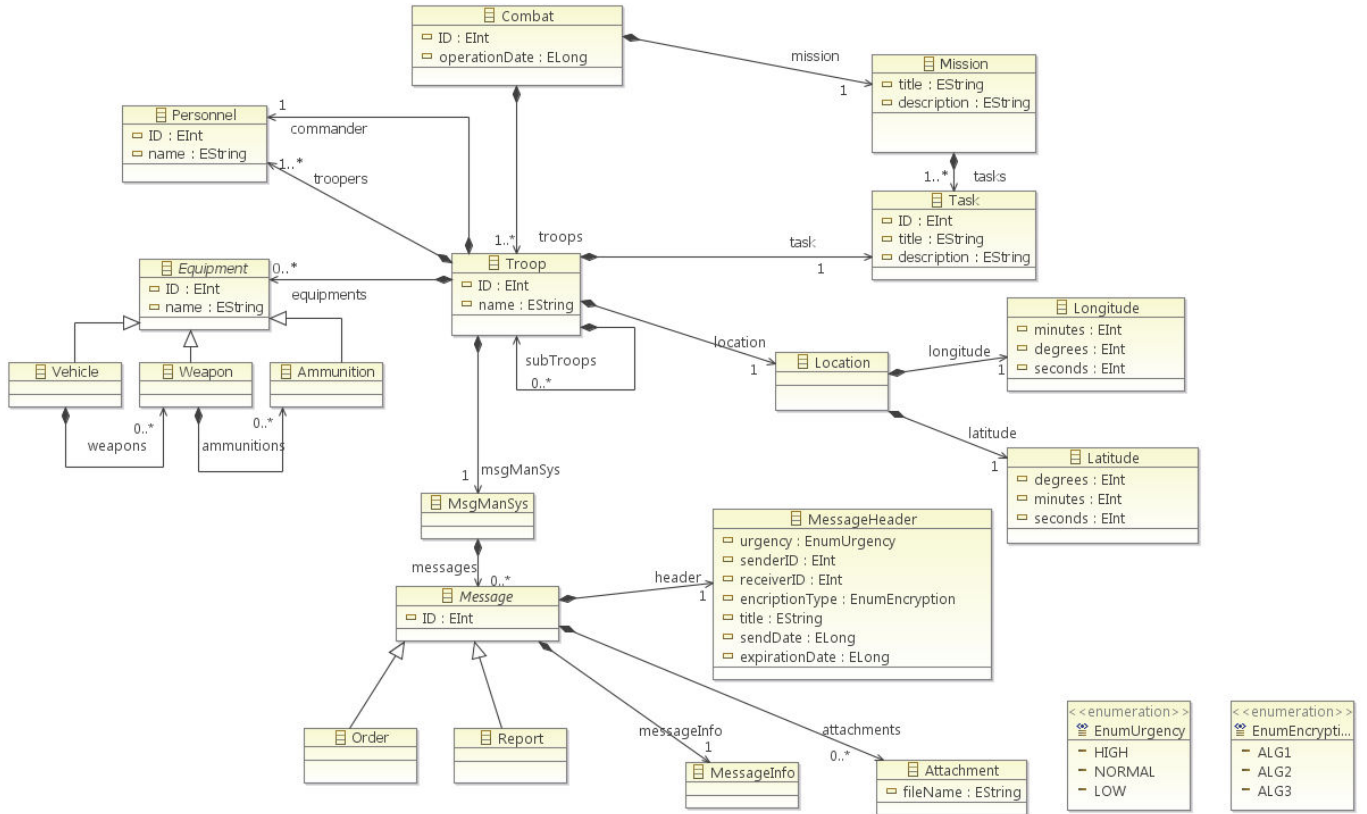 Combat
ID : EInt
operationDate : ELong
mission
1
Mission
title : EString
description : EString
1..*
tasks
Task
ID : EInt
title : EString
description : EString
Personnel
ID : EInt
name : EString
1
commander
1..*
troopers
1..*
troops
task
1
Equipment
ID : EInt
name : EString
0..*
equipments
Troop
ID : EInt
name : EString
subTroops
0..*
location
1
Location
longitude
1
Longitude
minutes : EInt
degrees : EInt
seconds : EInt
latitude
1
Latitude
degrees : EInt
minutes : EInt
seconds : EInt
Vehicle
Weapon
Ammunition
0..*
weapons
0..*
ammunitions
1
msgManSys
MsgManSys
messages
0..*
Message
ID : EInt
header
1
MessageHeader
urgency : EnumUrgency
senderID : EInt
receiverID : EInt
encriptionType : EnumEncryption
title : EString
sendDate : ELong
expirationDate : ELong
Order
Report
messageInfo
1
MessageInfo
attachments
0..*
Attachment
fileName : EString
<<enumeration>>
EnumUrgency
HIGH
NORMAL
LOW
<<enumeration>>
EnumEncrypti...
ALG1
ALG2
ALG3